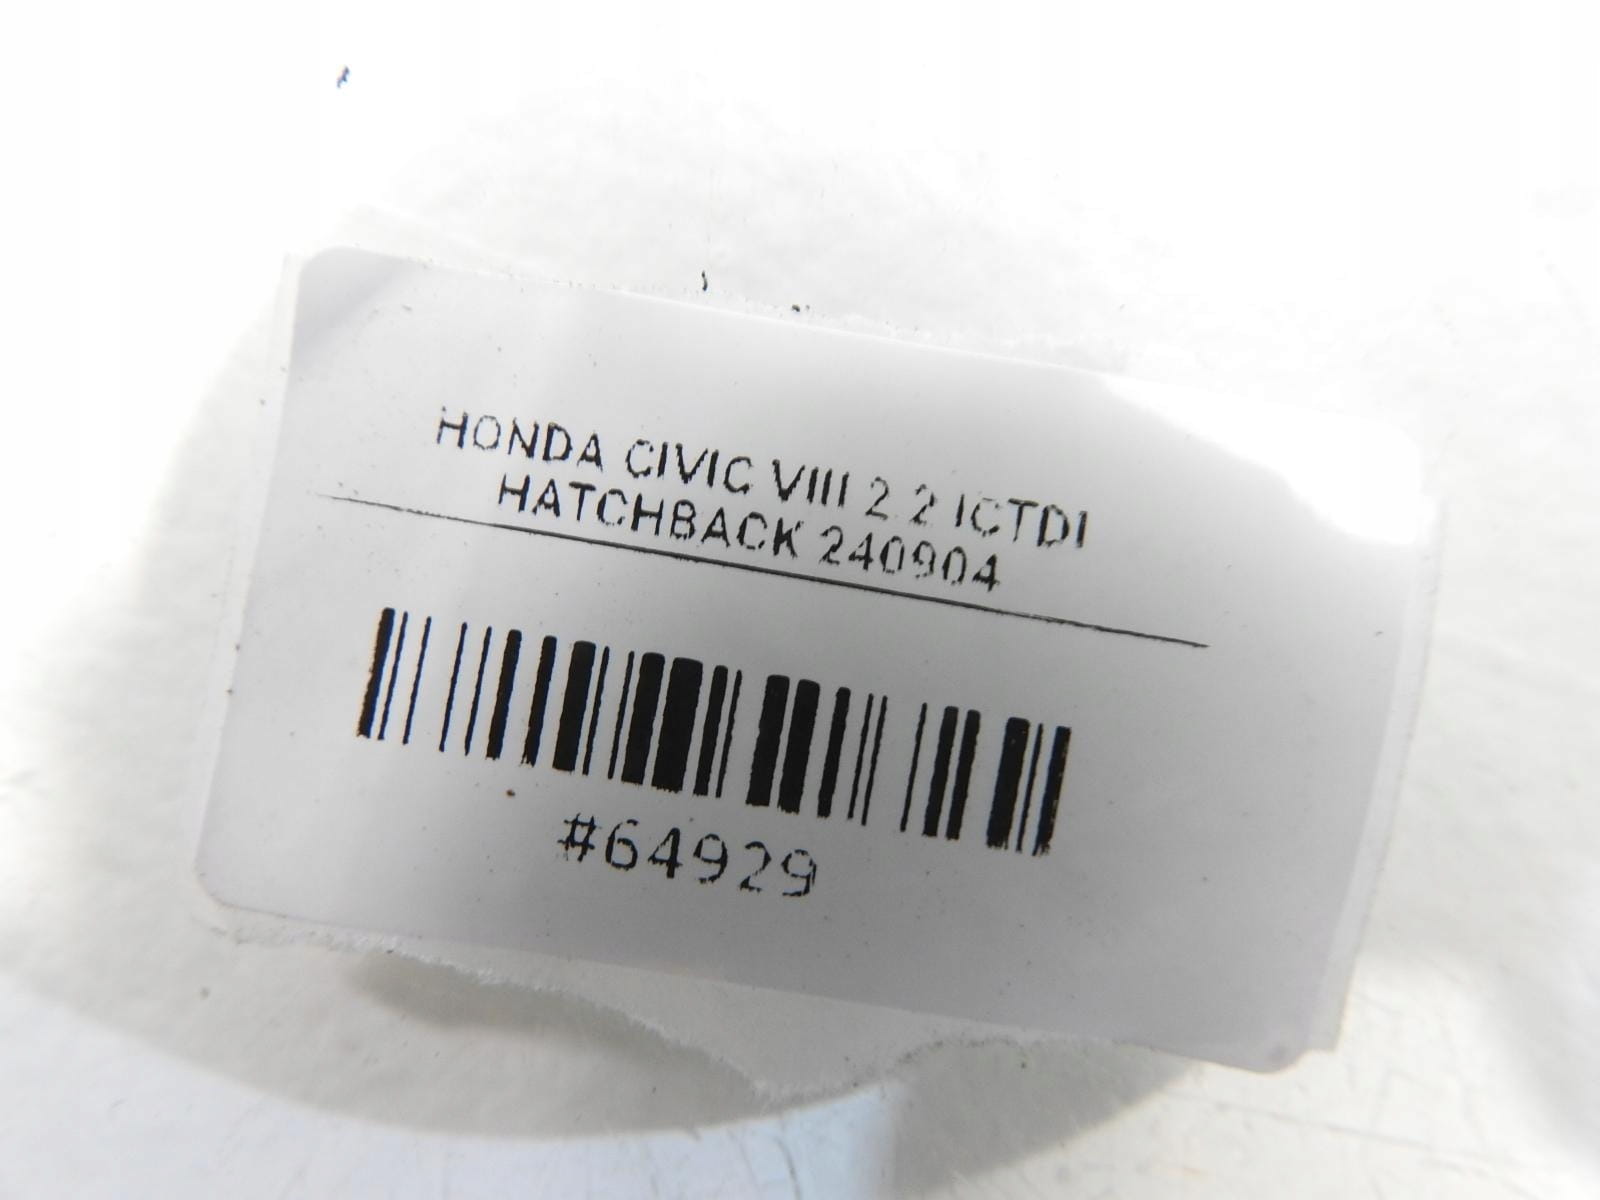 HONDA CIVIC VIII 2.2 ICTDI
HATCHBACK 240904
#64929